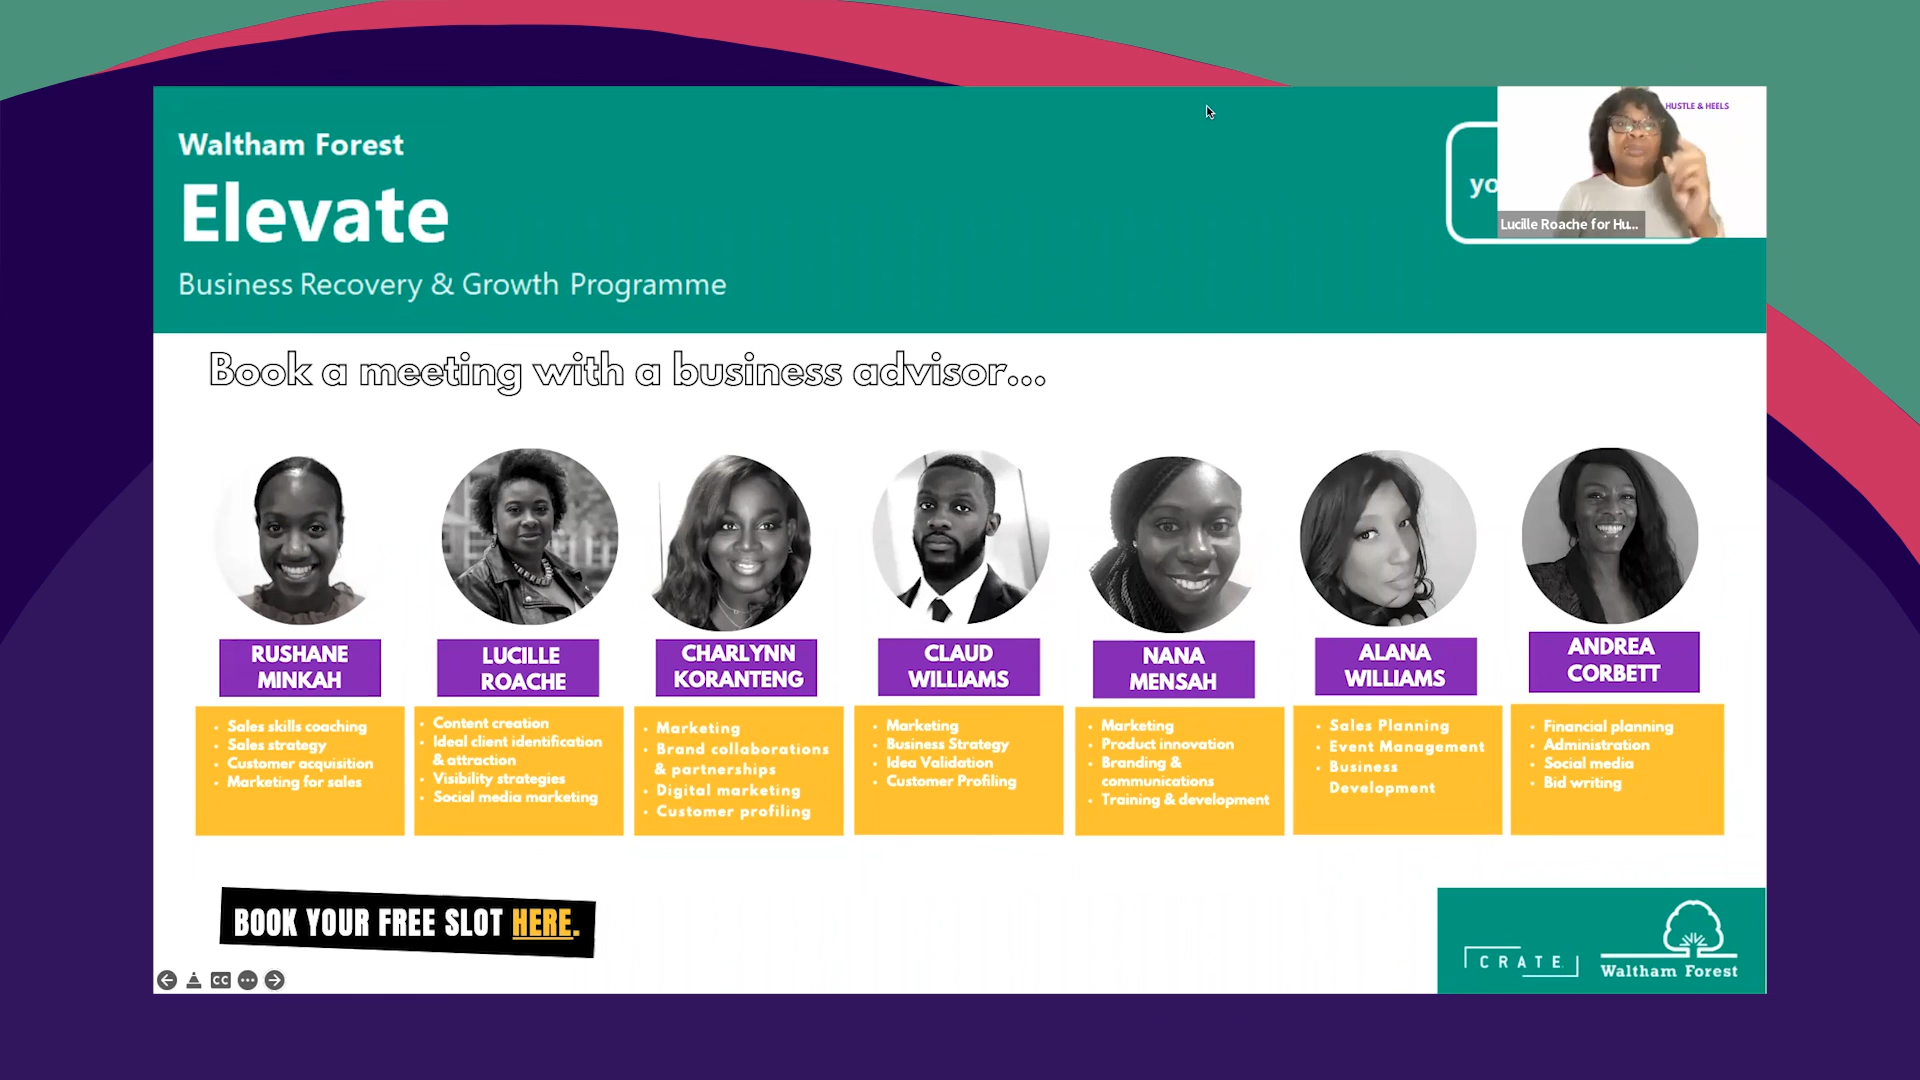 Waltham Forest
Elevate
Business Recovery & Growth Programme
yo
HUSTLE & HEELS
Lucille Roache for Hu...
Book a meeting with a business advisor...
RUSHANE
MINKAH
• Sales skills coaching
• Sales strategy
• Customer acquisition
• Marketing for sales
LUCILLE
ROACHE
• Content creation
• Ideal client identification
& attraction
• Visibility strategies
• Social media marketing
CHARLYNN
KORANTENG
• Marketing
• Brand collaborations
& partnerships
• Digital marketing
• Customer profiling
CLAUD
WILLIAMS
• Marketing
• Business Strategy
• Idea Validation
• Customer Profiling
NANA
MENSAH
• Marketing
• Product innovation
• Branding &
communications
• Training & development
ALANA
WILLIAMS
• Sales Planning
• Event Management
• Business
Development
ANDREA
CORBETT
• Financial planning
• Administration
• Social media
• Bid writing
BOOK YOUR FREE SLOT HERE.
CC
CRATE
Waltham Forest